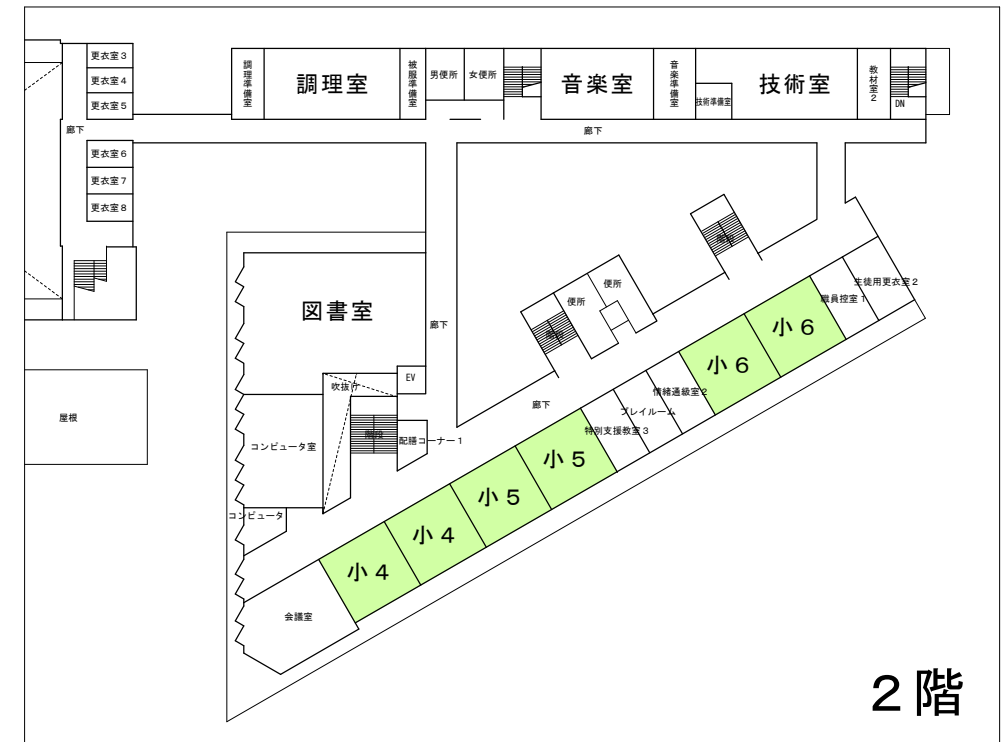 更衣室3
更衣室4
更衣室5
廊下
更衣室6
更衣室7
更衣室8
調理準備室
調理室
被服準備室
男便所
女便所
音楽室
音楽準備室
技術準備室
技術室
教材室2
DN
廊下
階段
便所
便所
階段
生徒用更衣室2
職員控室1
小6
小6
情緒通級室2
プレイルーム
特別支援教室3
廊下
廊下
図書室
EV
吹抜け
階段
配膳コーナー1
コンピュータ室
コンピュータ
屋根
小5
小5
小4
小4
会議室
2階